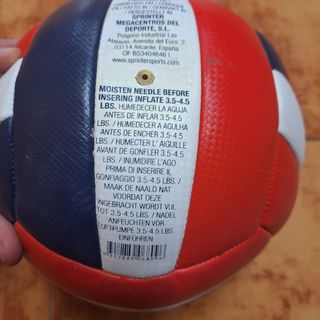 SPRINTER
MEGACENTROS DEL
DEPORTE, S.L.
Polígono Industrial Las
Atalayas, Avenida del Euro, 2,
03114 Alicante, España
CIF B53404646
www.sprintersports.com
MOISTEN NEEDLE BEFORE
INSERING INFLATE 3.5-4.5
LBS. / HUMEDECER LA AGUJA
ANTES DE INFLAR 3.5-4.5
LBS. / HUMEDECER A AGULHA
ANTES DE ENCHER 3.5-4.5
LBS. / HUMECTER L' AIGUILLE
AVANT DE GONFLER 3.5-4.5
LBS. / INUMIDIRE L'AGO
PRIMA DI INSERIRE IL
GONFIAGGIO 3.5-4.5 LBS. /
MAAK DE NAALD NAT
VOORDAT DEZE
INGEBRACHT WORDT VUL
TOT 3.5-4.5 LBS. / NADEL
ANFEUCHTEN VOR
LUFTPUMPE 3.5-4.5 LBS.
EINFÜHREN